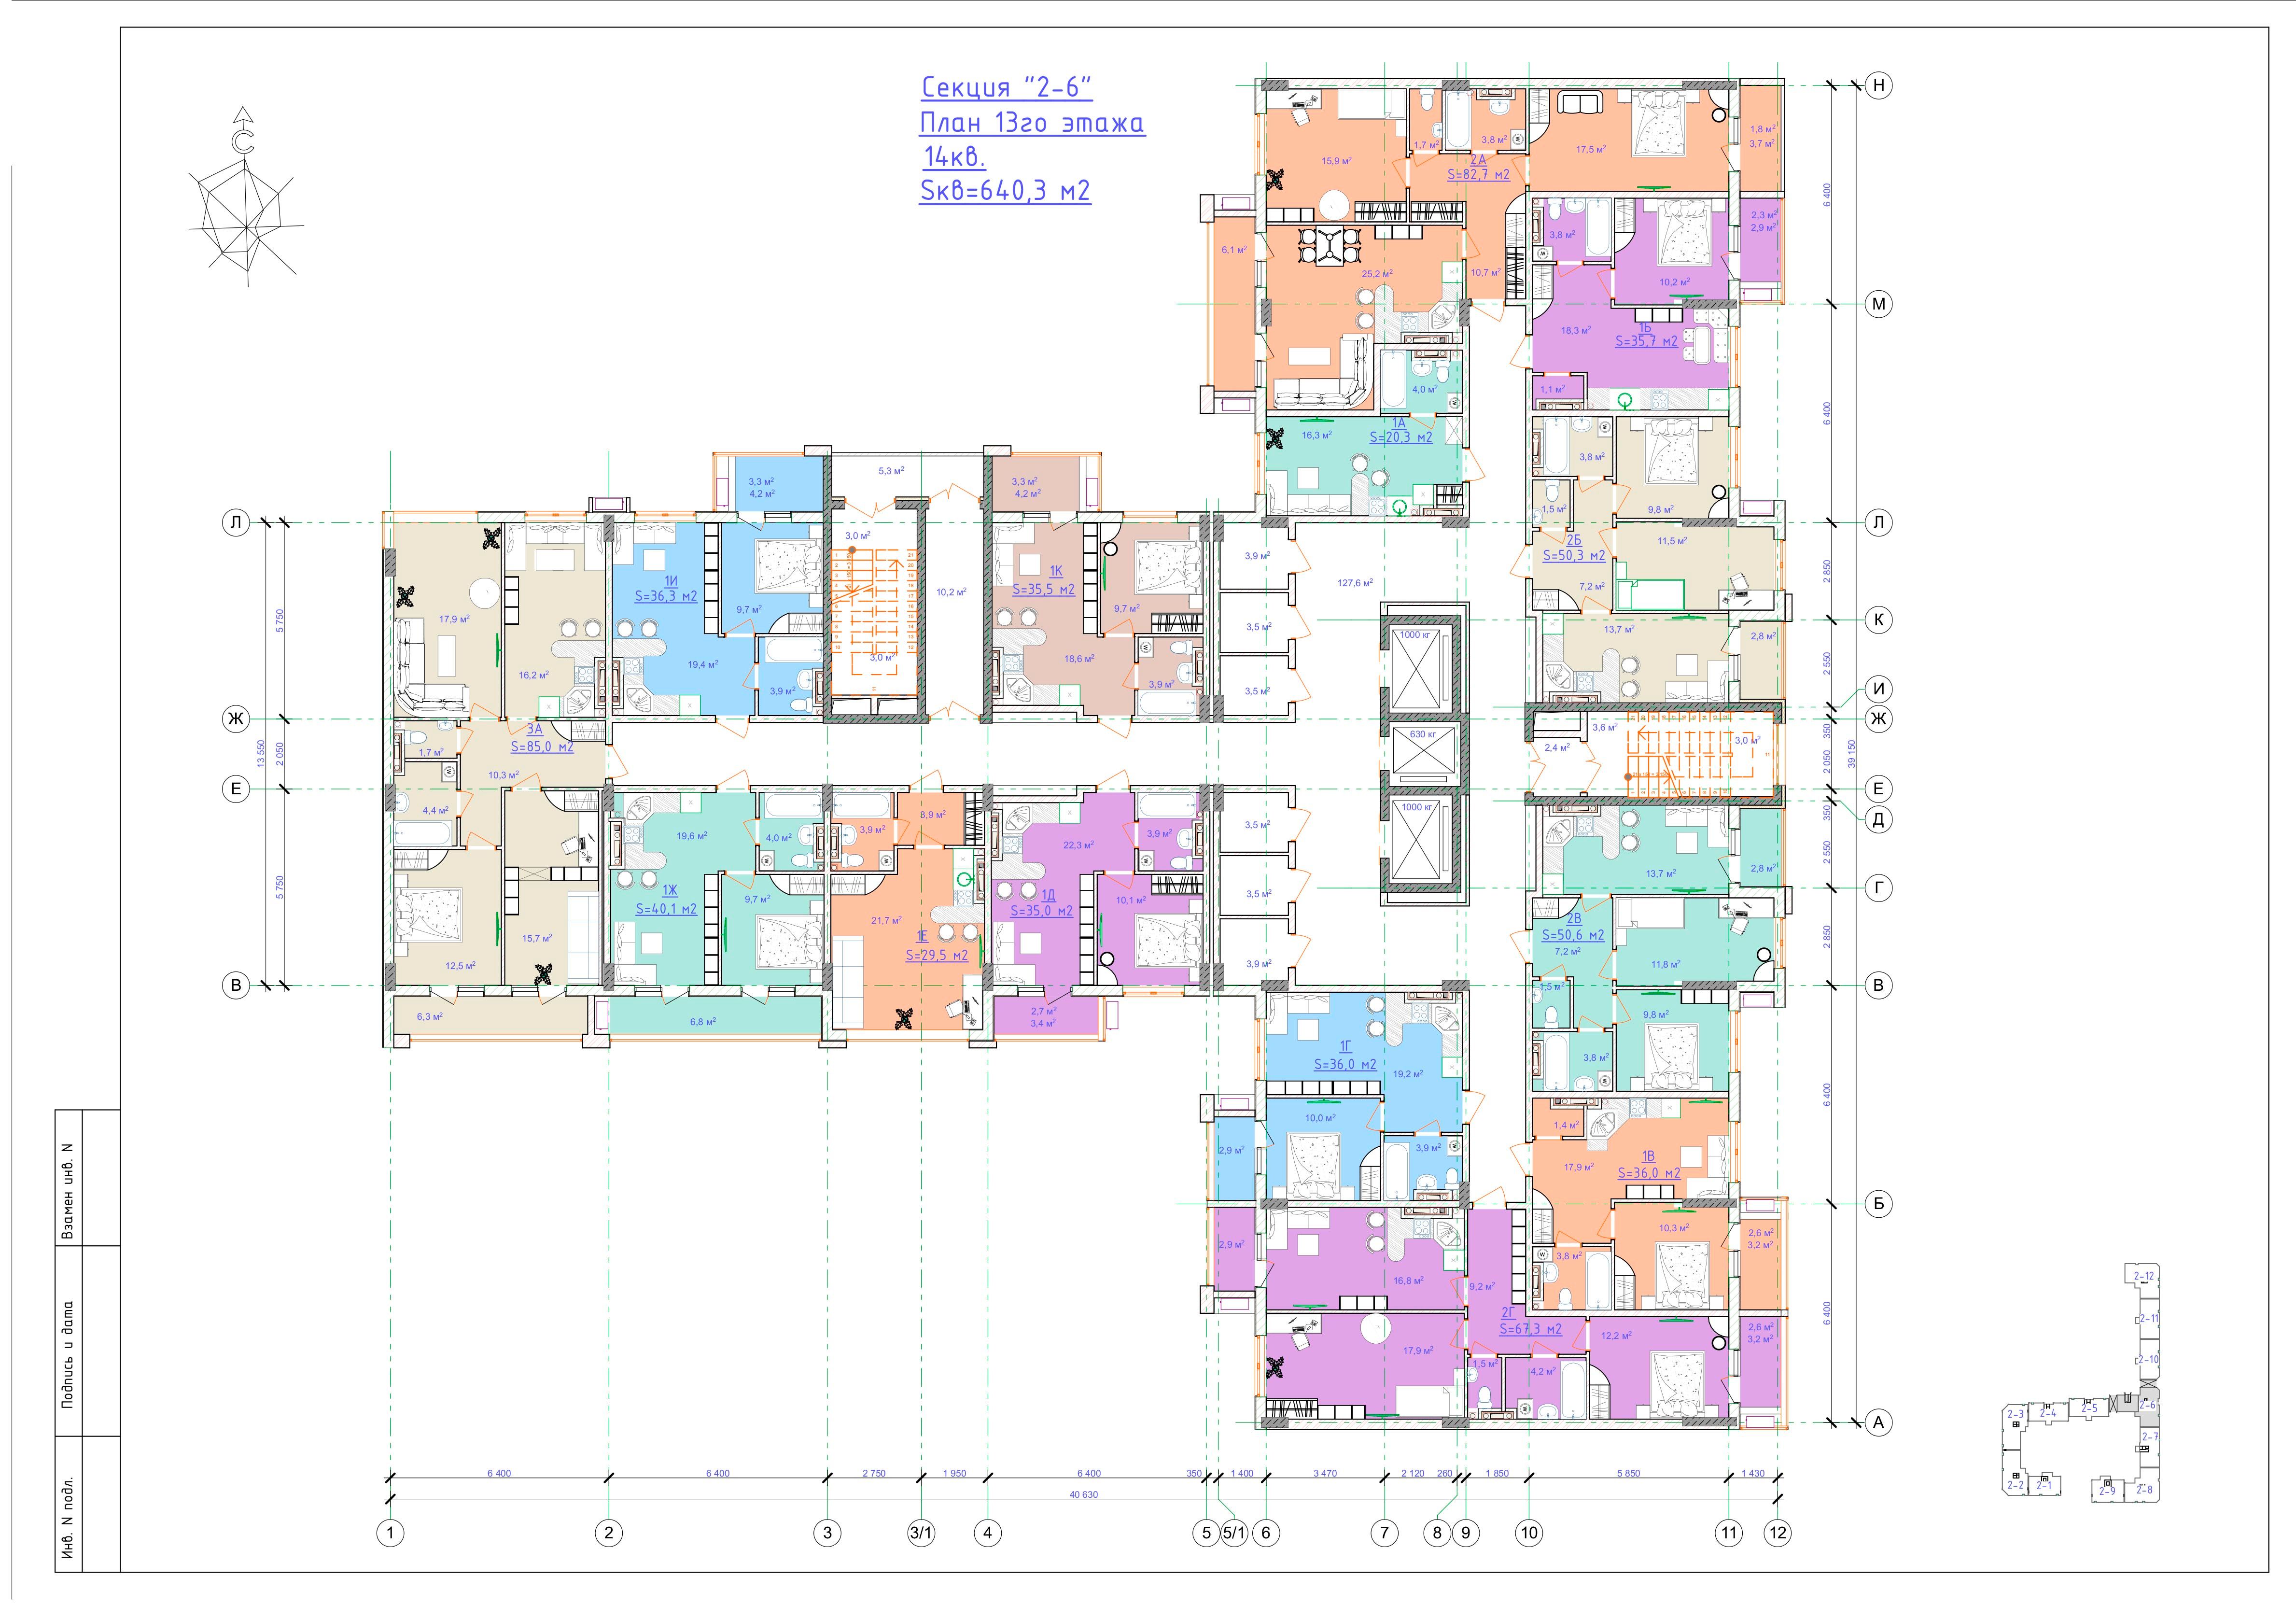 Секция "2-6"
План 13го этажа
14кв.
Sкв=640,3 м2
С
Н
М
Л
К
И
Ж
Е
Д
Г
В
Б
А
6 400
6 400
2 850
2 550
350
2 050
350
2 550
2 850
6 400
6 400
39 150
Л
Ж
Е
В
5 750
2 050
5 750
13 550
15,9 м²
1,7 м²
3,8 м²
2А
S=82,7 м2
17,5 м²
1,8 м²
3,7 м²
6,1 м²
25,2 м²
10,7 м²
3,8 м²
10,2 м²
2,3 м²
2,9 м²
18,3 м²
1Б
S=35,7 м2
1,1 м²
4,0 м²
1А
S=20,3 м2
16,3 м²
3,8 м²
9,8 м²
1,5 м²
2Б
S=50,3 м2
11,5 м²
7,2 м²
13,7 м²
2,8 м²
3,3 м²
4,2 м²
5,3 м²
3,3 м²
4,2 м²
3,0 м²
10,2 м²
3,0 м²
17,9 м²
16,2 м²
1И
S=36,3 м2
9,7 м²
19,4 м²
3,9 м²
1К
S=35,5 м2
9,7 м²
18,6 м²
3,9 м²
3,9 м²
3,5 м²
3,5 м²
127,6 м²
1000 кг
630 кг
1000 кг
3,6 м²
2,4 м²
3,0 м²
3А
S=85,0 м2
1,7 м²
10,3 м²
4,4 м²
12,5 м²
15,7 м²
6,3 м²
19,6 м²
4,0 м²
1Ж
S=40,1 м2
9,7 м²
6,8 м²
3,9 м²
3,9 м²
21,7 м²
1Е
S=29,5 м2
22,3 м²
3,9 м²
1Д
S=35,0 м2
10,1 м²
2,7 м²
3,4 м²
3,5 м²
3,5 м²
3,9 м²
13,7 м²
2,8 м²
2В
S=50,6 м2
7,2 м²
11,8 м²
1,5 м²
9,8 м²
3,8 м²
1Г
S=36,0 м2
19,2 м²
10,0 м²
3,9 м²
2,9 м²
1,4 м²
17,9 м²
1В
S=36,0 м2
10,3 м²
2,6 м²
3,2 м²
3,8 м²
2,9 м²
16,8 м²
9,2 м²
2Г
S=67,3 м2
17,9 м²
1,5 м²
4,2 м²
12,2 м²
2,6 м²
3,2 м²
6 400
6 400
2 750
1 950
6 400
350
1 400
3 470
2 120
260
1 850
5 850
1 430
40 630
1
2
3
3/1
4
5
5/1
6
7
8
9
10
11
12
2-12
2-11
2-10
2-6
2-5
2-4
2-3
2-7
2-2
2-1
2-9
2-8
Взамен инв. N
Подпись и дата
Инв. N подл.